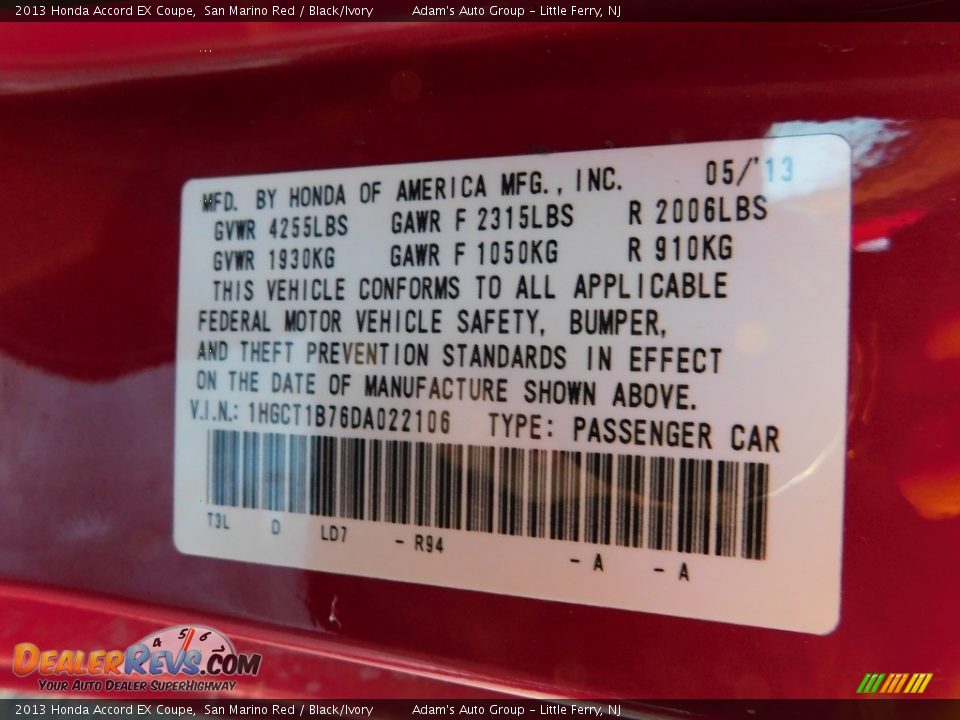 2013 Honda Accord EX Coupe, San Marino Red / Black/Ivory Adam's Auto Group - Little Ferry, NJ
MFD. BY HONDA OF AMERICA MFG., INC. 05/'13
GVWR 4255LBS GAWR F 2315LBS R 2006LBS
GVWR 1930KG GAWR F 1050KG R 910KG
THIS VEHICLE CONFORMS TO ALL APPLICABLE
FEDERAL MOTOR VEHICLE SAFETY, BUMPER,
AND THEFT PREVENTION STANDARDS IN EFFECT
ON THE DATE OF MANUFACTURE SHOWN ABOVE.
V.I.N.: 1HGCT1B76DA022106 TYPE: PASSENGER CAR
T3L D LD7 - R94 - A - A
4 5 6
DEALERREVS.COM
YOUR AUTO DEALER SUPERHIGHWAY
2013 Honda Accord EX Coupe, San Marino Red / Black/Ivory Adam's Auto Group - Little Ferry, NJ